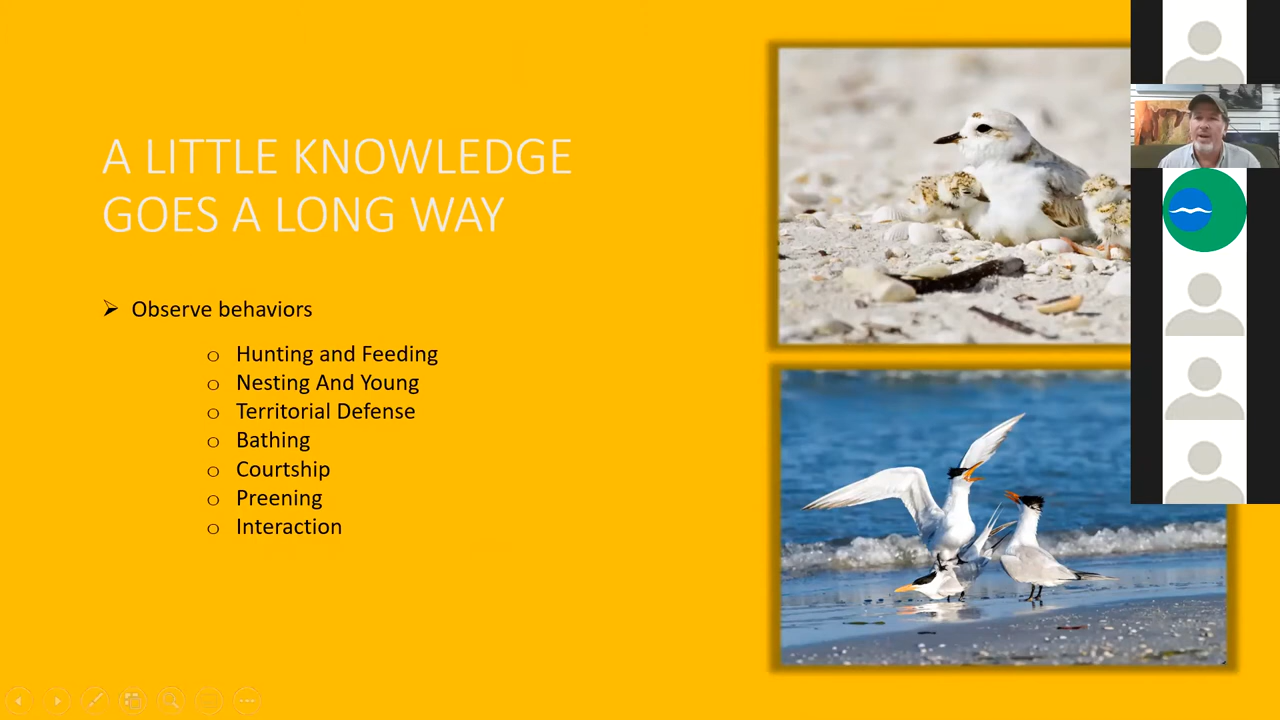 A LITTLE KNOWLEDGE
GOES A LONG WAY
Observe behaviors
Hunting and Feeding
Nesting And Young
Territorial Defense
Bathing
Courtship
Preening
Interaction